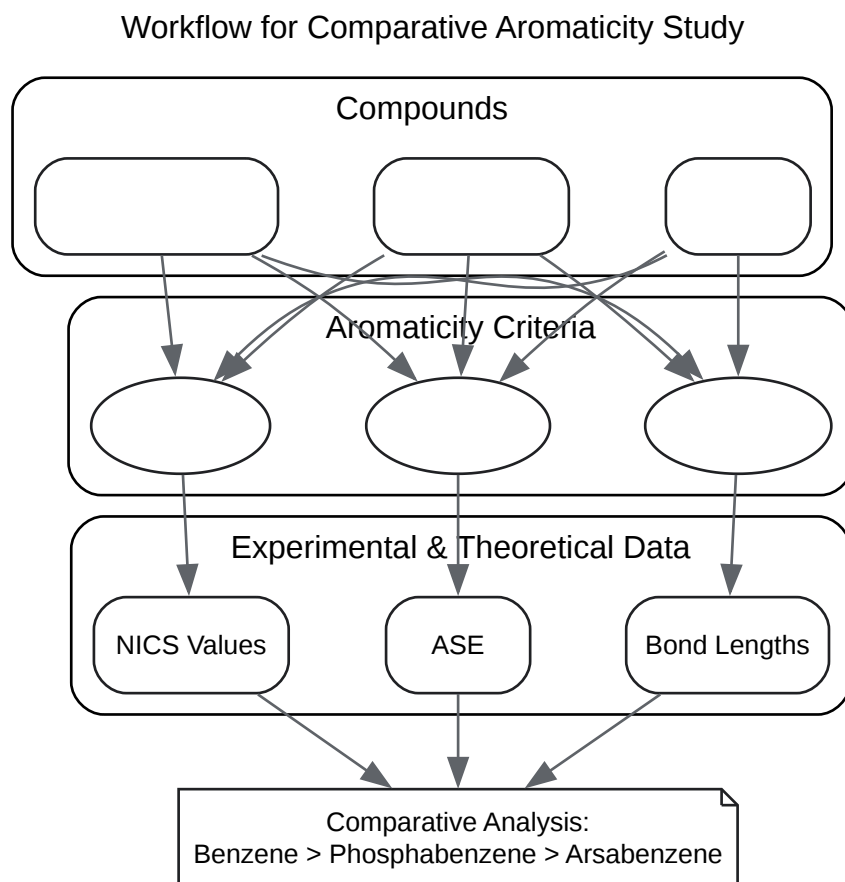 Workflow for Comparative Aromaticity Study
Compounds
Aromaticity Criteria
Experimental & Theoretical Data
NICS Values
ASE
Bond Lengths
Comparative Analysis:
Benzene > Phosphabenzene > Arsabenzene